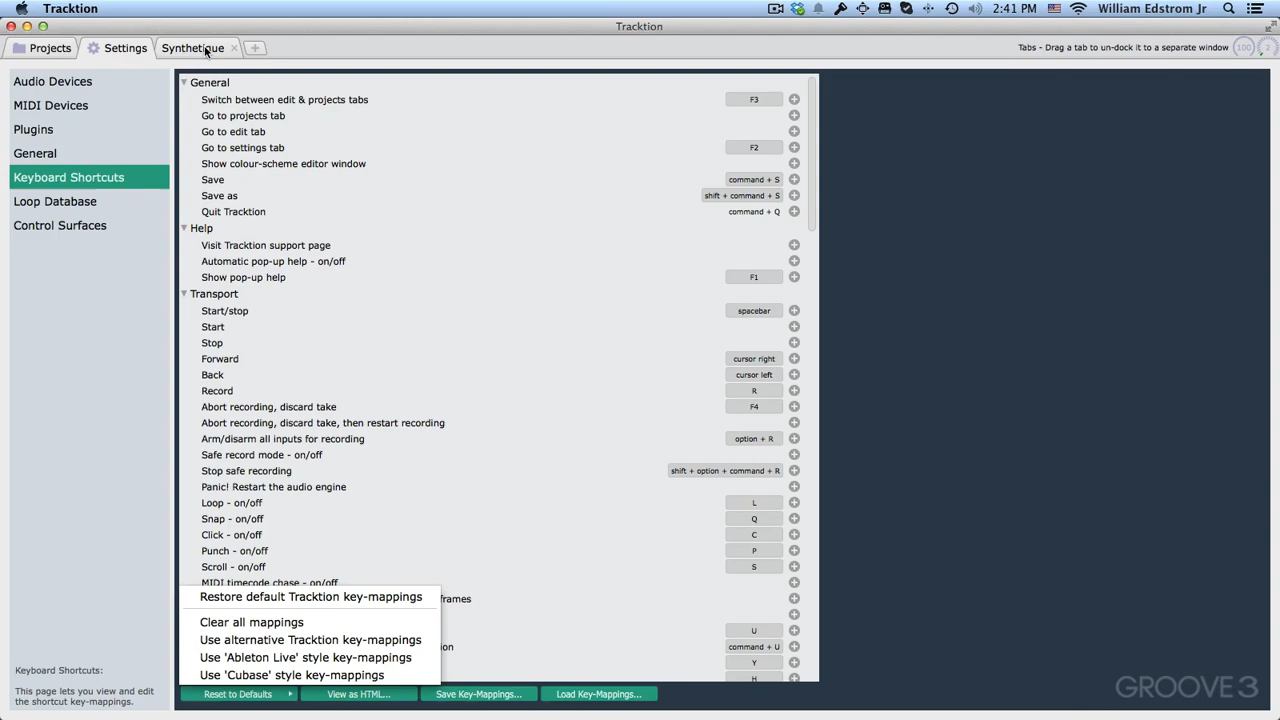 Tracktion
2:41 PM William Edstrom Jr
Tracktion
Projects Settings Synthetique
Tabs - Drag a tab to un-dock it to a separate window 100 2
Audio Devices
MIDI Devices
Plugins
General
Keyboard Shortcuts
Loop Database
Control Surfaces
General
Switch between edit & projects tabs F3
Go to projects tab
Go to edit tab
Go to settings tab F2
Show colour-scheme editor window
Save command + S
Save as shift + command + S
Quit Tracktion command + Q
Help
Visit Tracktion support page
Automatic pop-up help - on/off
Show pop-up help F1
Transport
Start/stop spacebar
Start
Stop
Forward cursor right
Back cursor left
Record R
Abort recording, discard take F4
Abort recording, discard take, then restart recording
Arm/disarm all inputs for recording option + R
Safe record mode - on/off
Stop safe recording shift + option + command + R
Panic! Restart the audio engine
Loop - on/off L
Snap - on/off Q
Click - on/off C
Punch - on/off P
Scroll - on/off S
MIDI timecode chase - on/off
frames
U
on command + U
Y
H
Restore default Tracktion key-mappings
Clear all mappings
Use alternative Tracktion key-mappings
Use 'Ableton Live' style key-mappings
Use 'Cubase' style key-mappings
Reset to Defaults View as HTML... Save Key-Mappings... Load Key-Mappings...
Keyboard Shortcuts:
This page lets you view and edit
the shortcut key-mappings.
GROOVE3